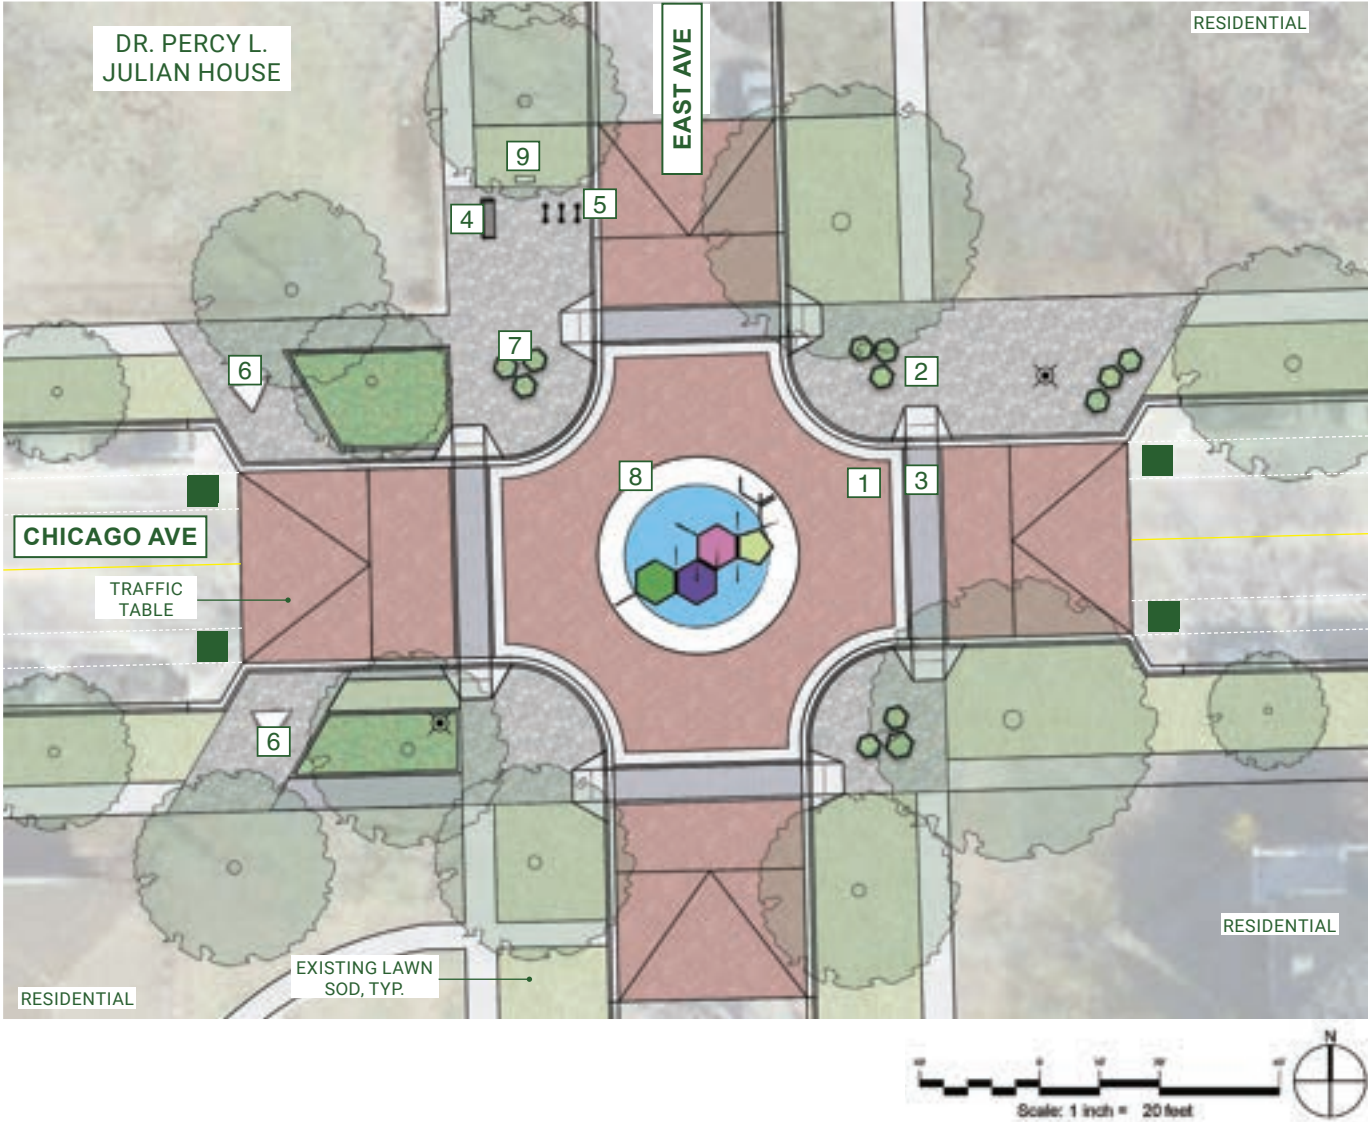 DR. PERCY L.
JULIAN HOUSE
EAST AVE
RESIDENTIAL
9
4
5
7
6
2
8
1
3
CHICAGO AVE
TRAFFIC
TABLE
6
EXISTING LAWN
SOD, TYP.
RESIDENTIAL
RESIDENTIAL
N
Scale: 1 inch = 20 feet